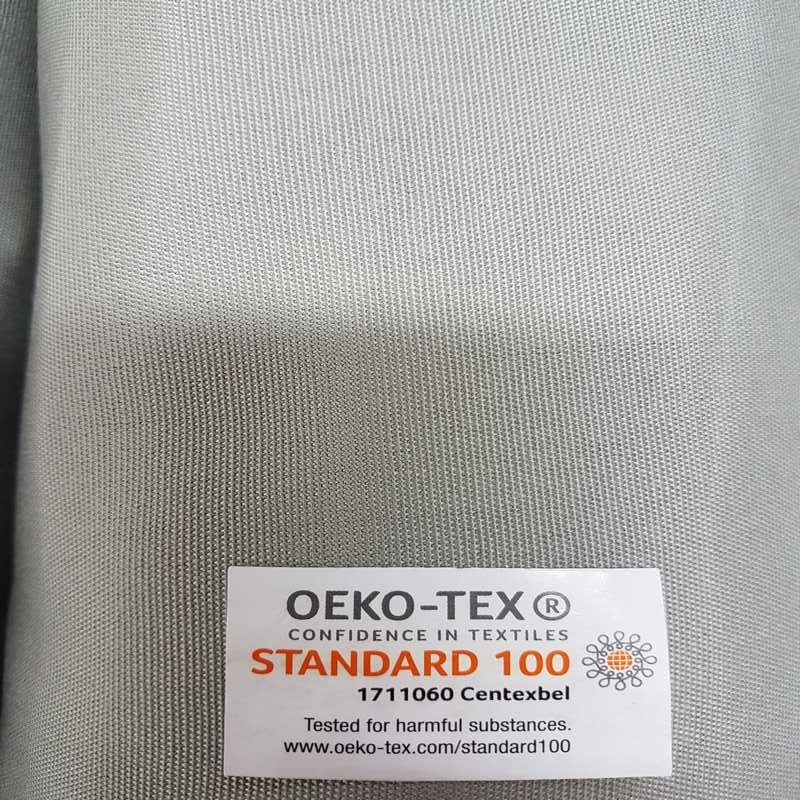 OEKO-TEX®
CONFIDENCE IN TEXTILES
STANDARD 100
1711060 Centexbel
Tested for harmful substances.
www.oeko-tex.com/standard100